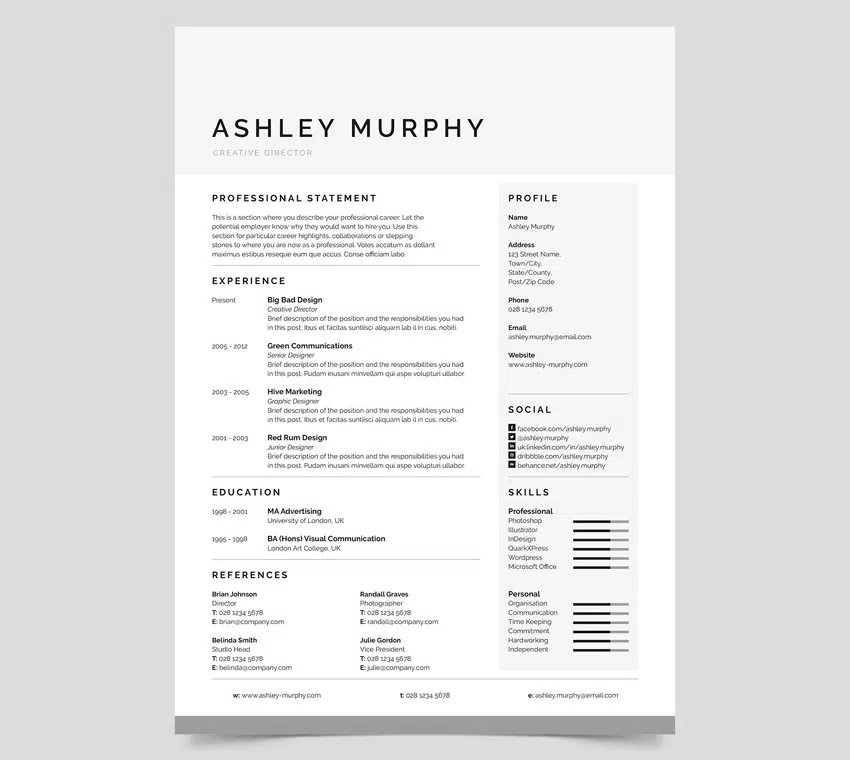 ASHLEY MURPHY
CREATIVE DIRECTOR
PROFESSIONAL STATEMENT
This is a section where you describe your professional career. Let the
potential employer know why they would want to hire you. Use this
section for particular career highlights, collaborations or stepping
stones to where you are now as a professional. Voles accatum as dollant
maximus estibus reseque eum que accus. Conse officiam labo.
EXPERIENCE
Present
Big Bad Design
Creative Director
Brief description of the position and the responsibilities you had
in this post. Ibus et facitas suntiisci aliquam lab il in cus, nobiti.
2005 - 2012
Green Communications
Senior Designer
Brief description of the position and the responsibilities you had
in this post. Pudam inusani minvellam qui aspe volupturi ullabor.
2003 - 2005
Hive Marketing
Graphic Designer
Brief description of the position and the responsibilities you had
in this post. Ibus et facitas suntiisci aliquam lab il in cus, nobiti.
2001 - 2003
Red Rum Design
Junior Designer
Brief description of the position and the responsibilities you had
in this post. Pudam inusani minvellam qui aspe volupturi ullabor.
EDUCATION
1998 - 2001
MA Advertising
University of London, UK
1995 - 1998
BA (Hons) Visual Communication
London Art College, UK
REFERENCES
Brian Johnson
Director
T: 028 1234 5678
E: brian@company.com
Randall Graves
Photographer
T: 028 1234 5678
E: randall@company.com
Belinda Smith
Studio Head
T: 028 1234 5678
E: belinda@company.com
Julie Gordon
Vice President
T: 028 1234 5678
E: julie@company.com
PROFILE
Name
Ashley Murphy
Address
123 Street Name,
Town/City,
State/County,
Post/Zip Code
Phone
028 1234 5678
Email
ashley.murphy@email.com
Website
www.ashley-murphy.com
SOCIAL
facebook.com/ashley.murphy
@ashley.murphy
uk.linkedin.com/in/ashley.murphy
dribbble.com/ashley.murphy
behance.net/ashley.murphy
SKILLS
Professional
Photoshop
Illustrator
InDesign
QuarkXPress
Wordpress
Microsoft Office
Personal
Organisation
Communication
Time Keeping
Commitment
Hardworking
Independent
w: www.ashley-murphy.com
t: 028 1234 5678
e: ashley.murphy@email.com